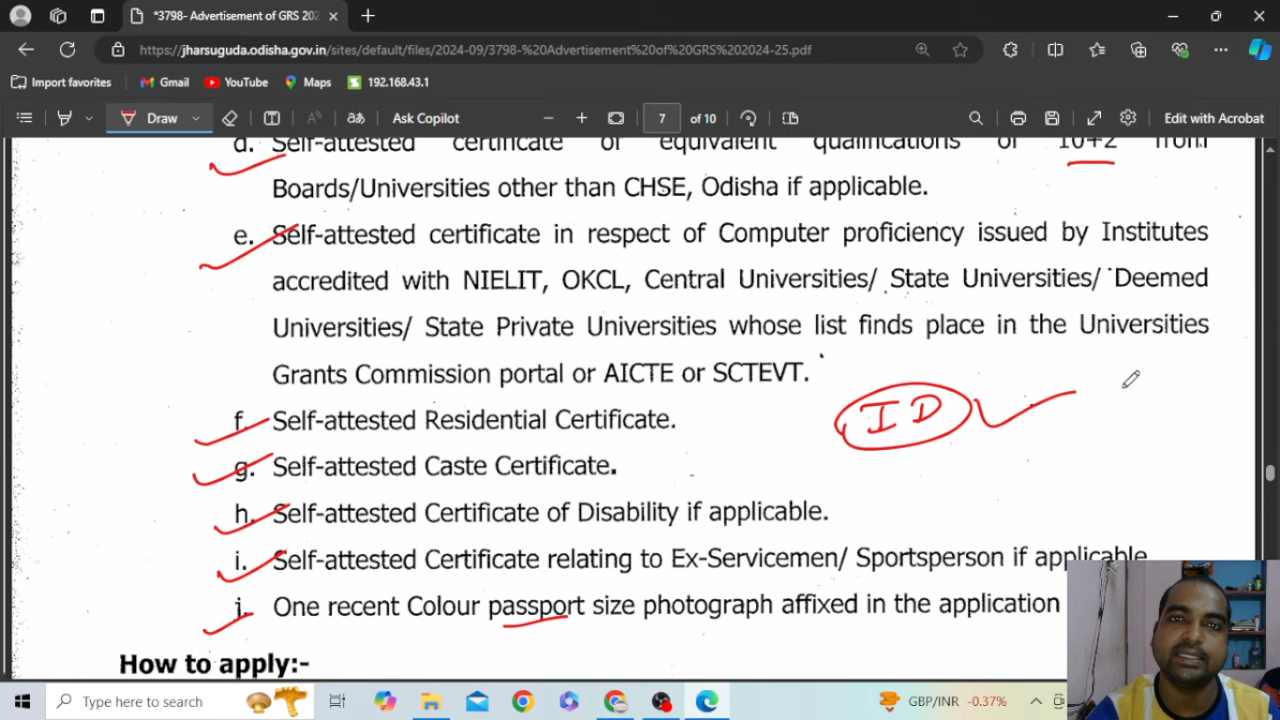 *3798- Advertisement of GRS 202
https://jharsuguda.odisha.gov.in/sites/default/files/2024-09/3798-%20Advertisement%20of%20GRS%202024-25.pdf
Import favorites
Gmail
YouTube
Maps
192.168.43.1
Draw
aあ
Ask Copilot
7
of 10
Edit with Acrobat
d. Self-attested certificate of equivalent qualifications of 10+2 from
Boards/Universities other than CHSE, Odisha if applicable.
e. Self-attested certificate in respect of Computer proficiency issued by Institutes
accredited with NIELIT, OKCL, Central Universities/ State Universities/ Deemed
Universities/ State Private Universities whose list finds place in the Universities
Grants Commission portal or AICTE or SCTEVT.
ID
f. Self-attested Residential Certificate.
g. Self-attested Caste Certificate.
h. Self-attested Certificate of Disability if applicable.
i. Self-attested Certificate relating to Ex-Servicemen/ Sportsperson if applicable
j. One recent Colour passport size photograph affixed in the application
How to apply:-
Type here to search
GBP/INR -0.37%